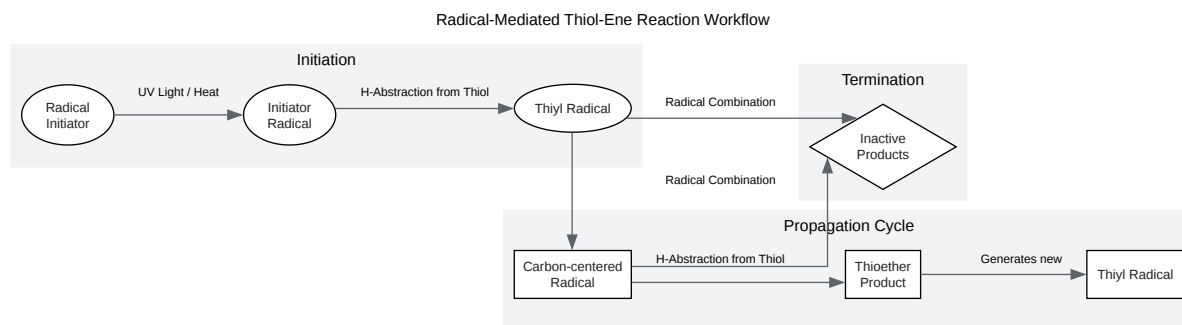 Radical-Mediated Thiol-Ene Reaction Workflow
Initiation
Radical
Initiator
UV Light / Heat
Initiator
Radical
H-Abstraction from Thiol
Thiyl Radical
Radical Combination
Termination
Inactive
Products
Radical Combination
Propagation Cycle
Carbon-centered
Radical
H-Abstraction from Thiol
Thioether
Product
Generates new
Thiyl Radical